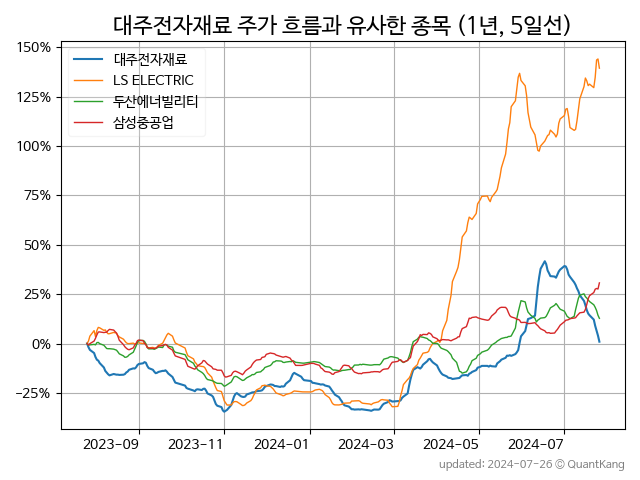 대주전자재료 주가 흐름과 유사한 종목 (1년, 5일선)
150%
125%
100%
75%
50%
25%
0%
−25%
대주전자재료
LS ELECTRIC
두산에너빌리티
삼성중공업
2023-09
2023-11
2024-01
2024-03
2024-05
2024-07
updated: 2024-07-26 © QuantKang